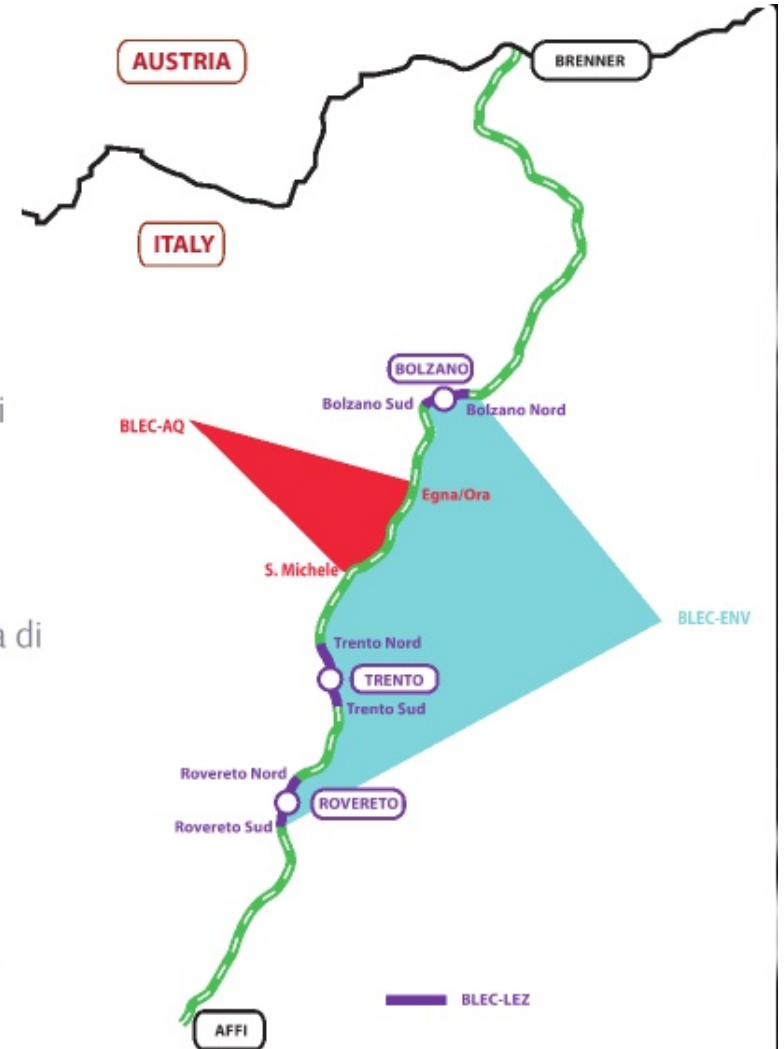 AUSTRIA
BRENNER
ITALY
BOLZANO
Bolzano Sud
Bolzano Nord
i
BLEC-AQ
Egna/Ora
S. Michele
BLEC-ENV
a di
Trento Nord
TRENTO
Trento Sud
Rovereto Nord
ROVERETO
Rovereto Sud
BLEC-LEZ
AFFI